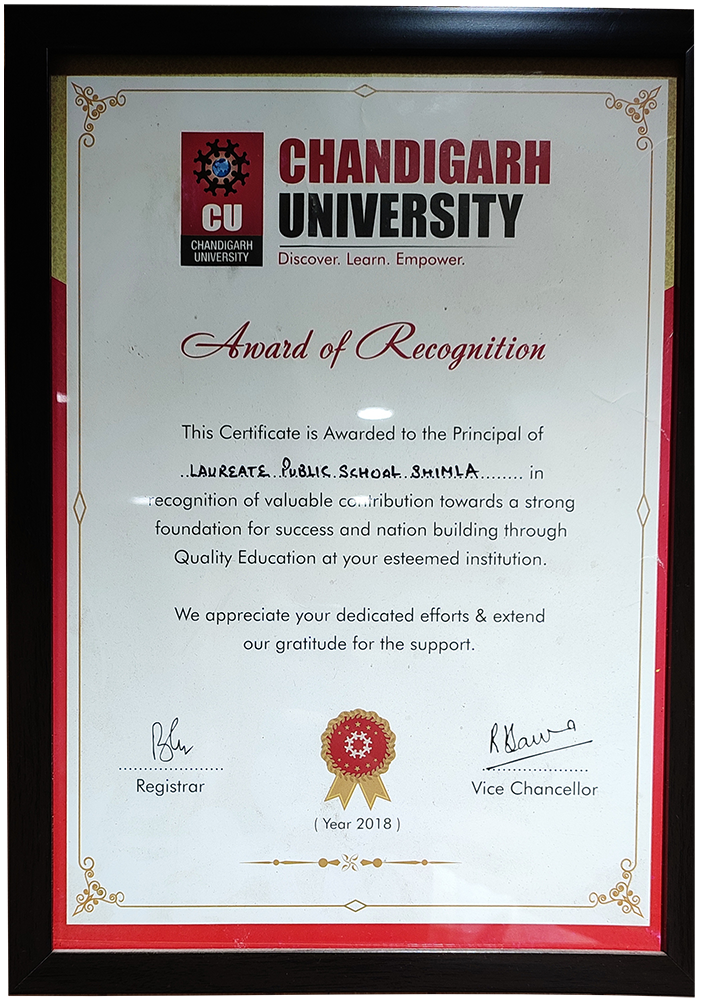 CHANDIGARH
UNIVERSITY
Discover. Learn. Empower.
CU
CHANDIGARH
UNIVERSITY
Award of Recognition
This Certificate is Awarded to the Principal of
..LAUREATE PUBLIC SCHOOL SHIMLA........ in
recognition of valuable contribution towards a strong
foundation for success and nation building through
Quality Education at your esteemed institution.
We appreciate your dedicated efforts & extend
our gratitude for the support.
Registrar
Vice Chancellor
( Year 2018 )